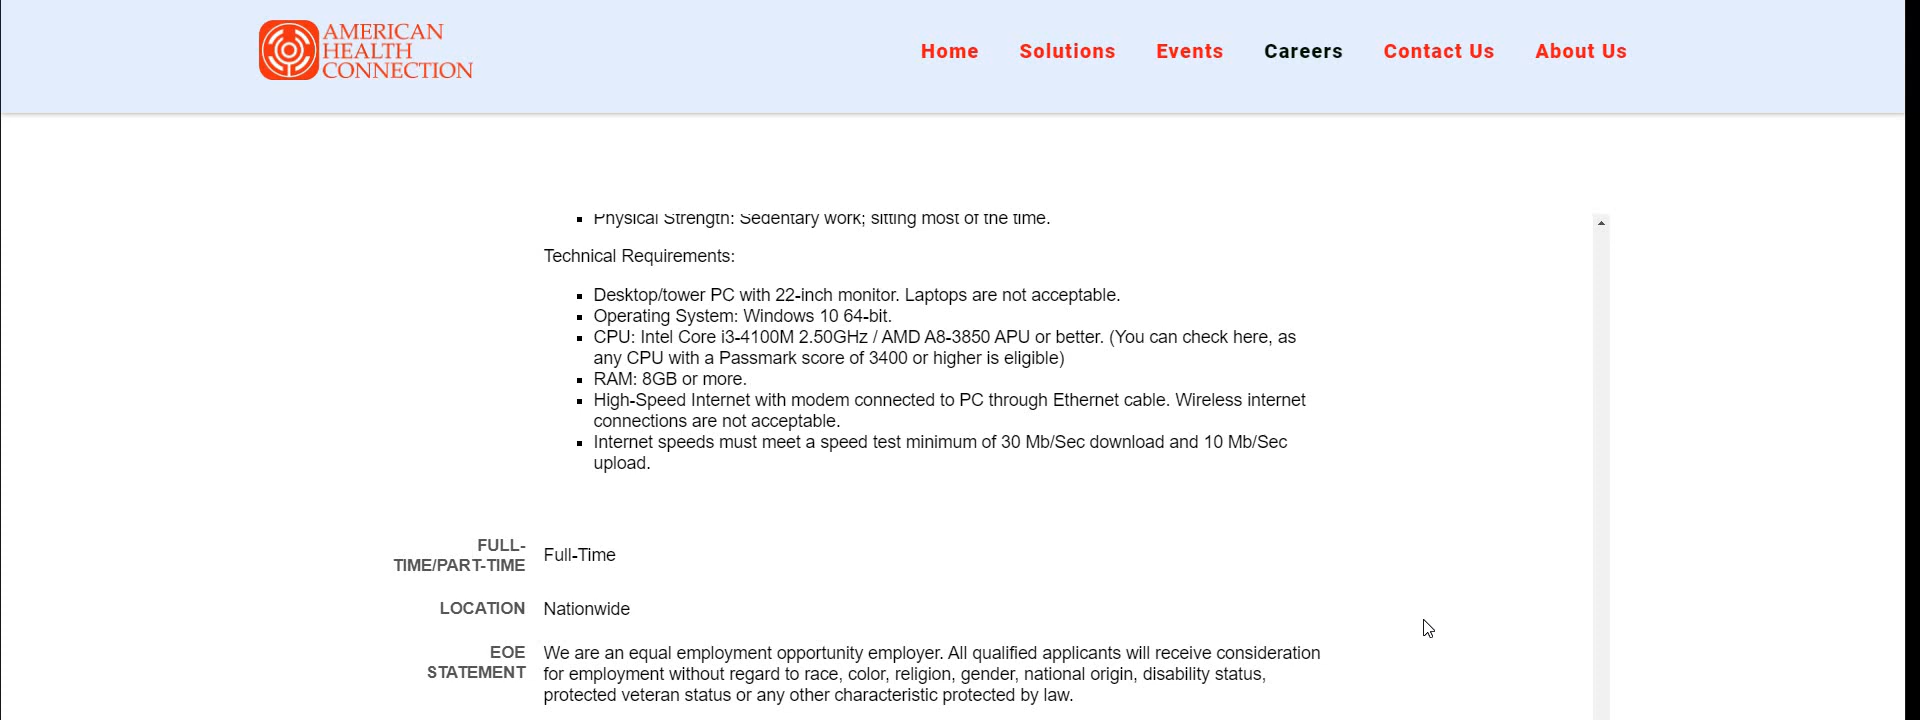 AMERICAN
HEALTH
CONNECTION
Home
Solutions
Events
Careers
Contact Us
About Us
Physical Strength: Sedentary work; sitting most of the time.
Technical Requirements:
Desktop/tower PC with 22-inch monitor. Laptops are not acceptable.
Operating System: Windows 10 64-bit.
CPU: Intel Core i3-4100M 2.50GHz / AMD A8-3850 APU or better. (You can check here, as
any CPU with a Passmark score of 3400 or higher is eligible)
RAM: 8GB or more.
High-Speed Internet with modem connected to PC through Ethernet cable. Wireless internet
connections are not acceptable.
Internet speeds must meet a speed test minimum of 30 Mb/Sec download and 10 Mb/Sec
upload.
FULL-
TIME/PART-TIME
Full-Time
LOCATION
Nationwide
EOE
STATEMENT
We are an equal employment opportunity employer. All qualified applicants will receive consideration
for employment without regard to race, color, religion, gender, national origin, disability status,
protected veteran status or any other characteristic protected by law.